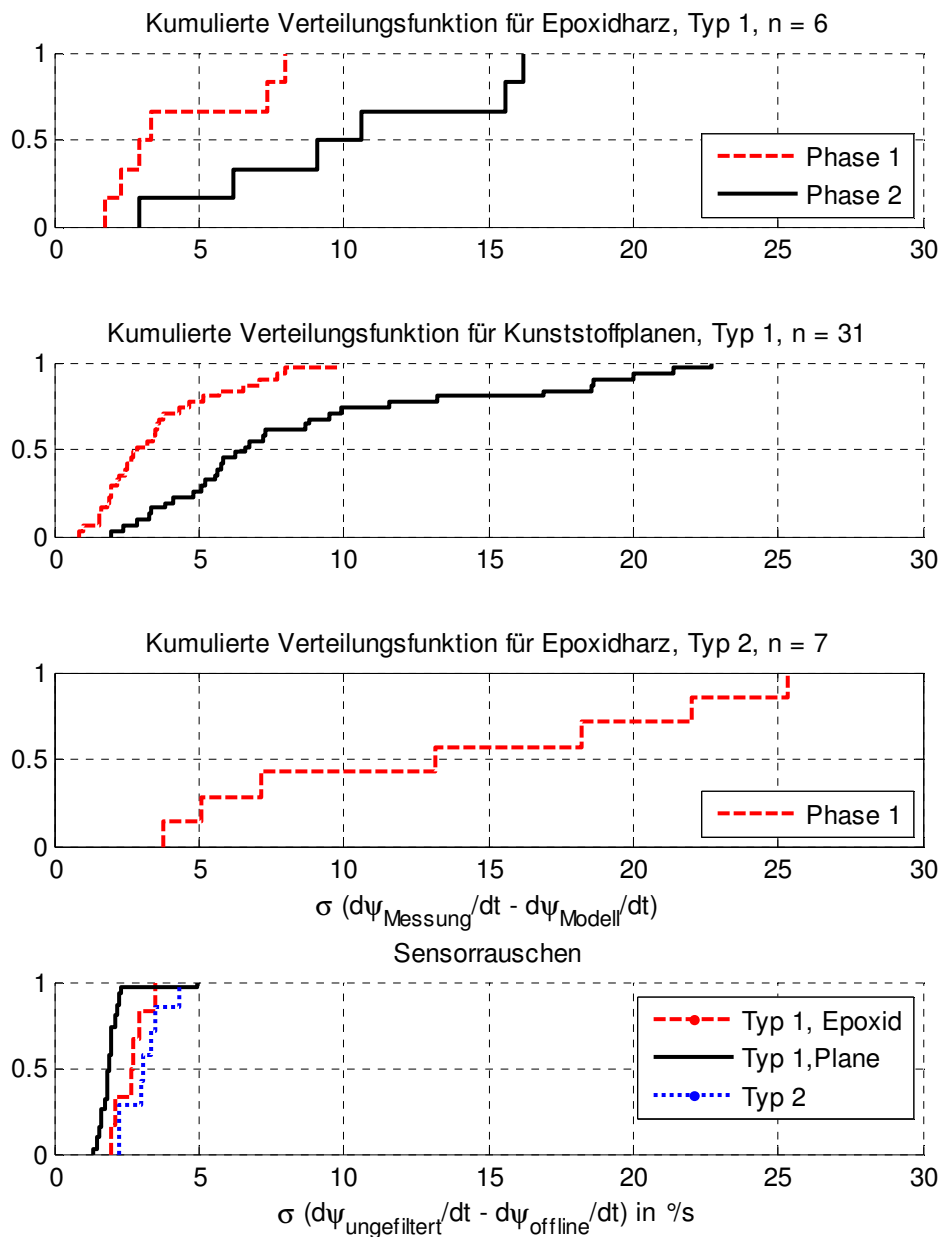 Kumulierte Verteilungsfunktion für Epoxidharz, Typ 1, n = 6
1
0.5
0
Phase 1
Phase 2
0 5 10 15 20 25 30
Kumulierte Verteilungsfunktion für Kunststoffplanen, Typ 1, n = 31
1
0.5
0
0 5 10 15 20 25 30
Kumulierte Verteilungsfunktion für Epoxidharz, Typ 2, n = 7
1
0.5
0
Phase 1
0 5 10 15 20 25 30
σ (dψMessung/dt - dψModell/dt)
Sensorrauschen
1
0.5
0
Typ 1, Epoxid
Typ 1,Plane
Typ 2
0 5 10 15 20 25 30
σ (dψungefiltert/dt - dψoffline/dt) in °/s